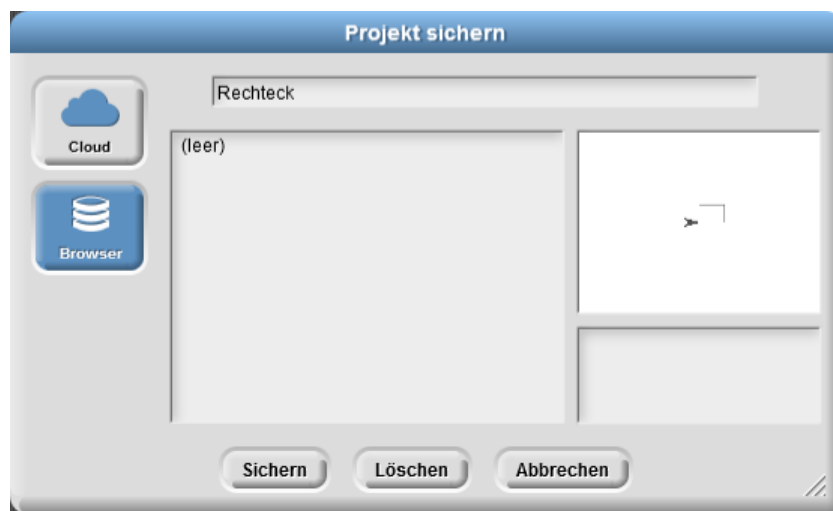 Projekt sichern
Rechteck
Cloud
(leer)
Browser
Sichern
Löschen
Abbrechen